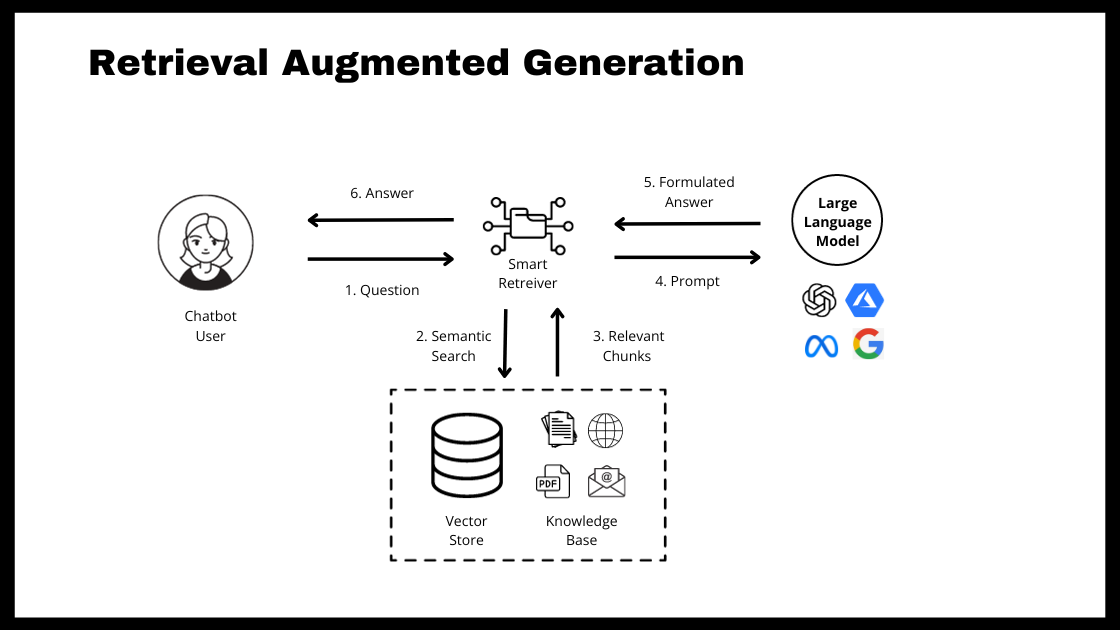 Retrieval Augmented Generation
6. Answer
1. Question
Chatbot
User
Smart
Retreiver
5. Formulated
Answer
4. Prompt
Large
Language
Model
2. Semantic
Search
3. Relevant
Chunks
PDF
@
Vector
Store
Knowledge
Base